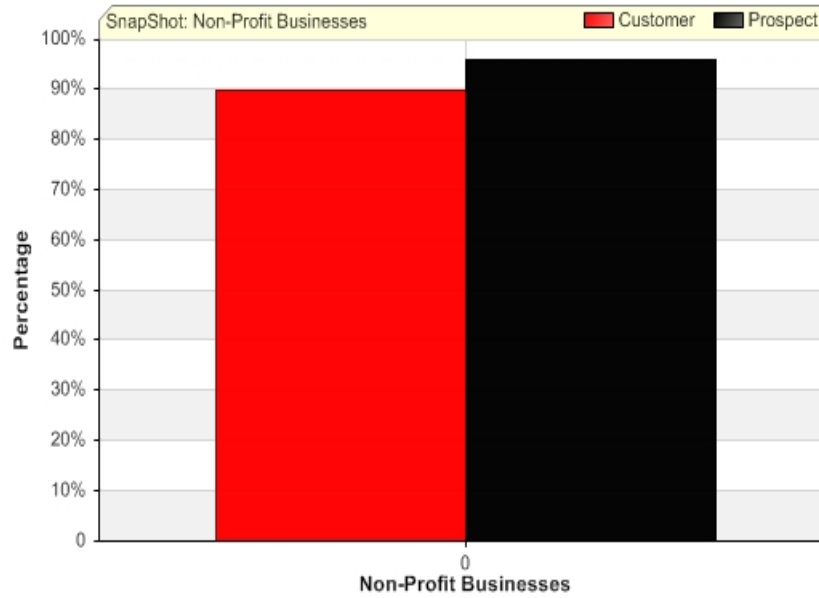 SnapShot: Non-Profit Businesses
Customer
Prospect
100%
90%
80%
70%
60%
50%
40%
30%
20%
10%
0
Percentage
0
Non-Profit Businesses